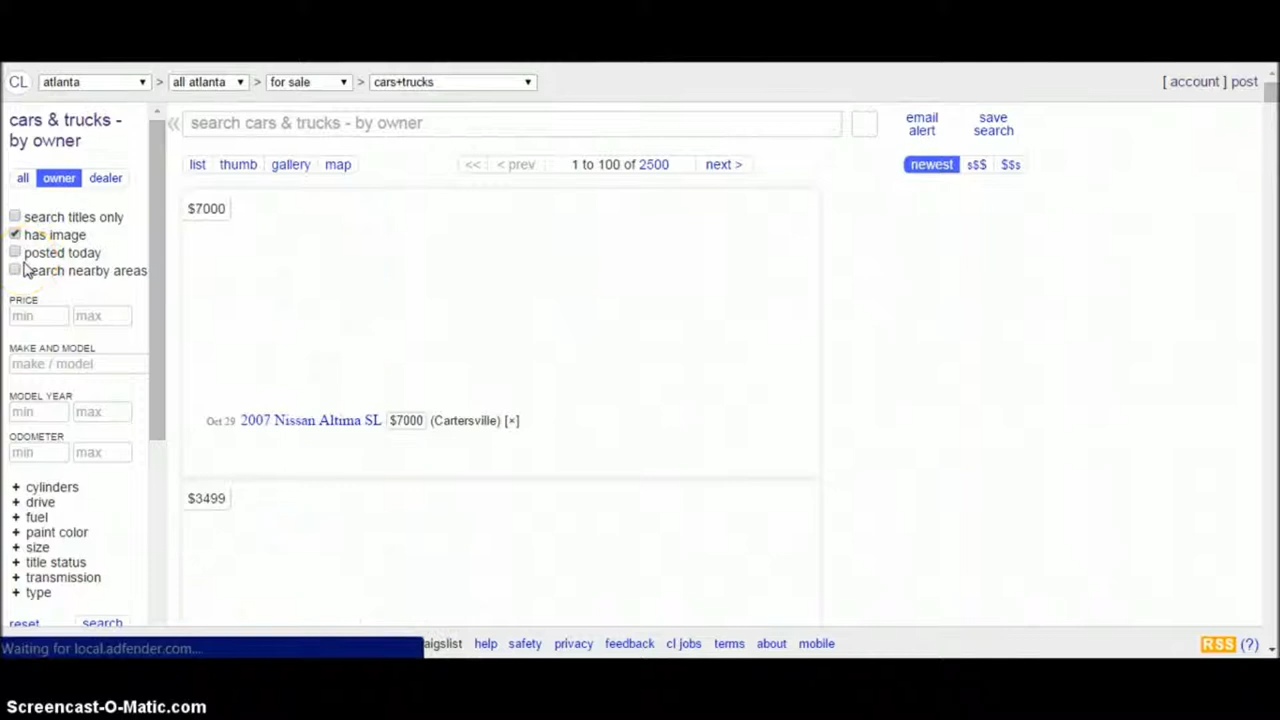 CL atlanta > all atlanta > for sale > cars+trucks [ account ] post
cars & trucks -
by owner
all owner dealer
search titles only
has image
posted today
search nearby areas
PRICE
min max
MAKE AND MODEL
make / model
MODEL YEAR
min max
ODOMETER
min max
+ cylinders
+ drive
+ fuel
+ paint color
+ size
+ title status
+ transmission
+ type
reset search
« search cars & trucks - by owner
email
alert
save
search
list thumb gallery map << < prev 1 to 100 of 2500 next > newest s$$ $$s
$7000
Oct 29 2007 Nissan Altima SL $7000 (Cartersville) [×]
$3499
Waiting for local.adfender.com...
aigslist help safety privacy feedback cl jobs terms about mobile RSS (?)
Screencast-O-Matic.com